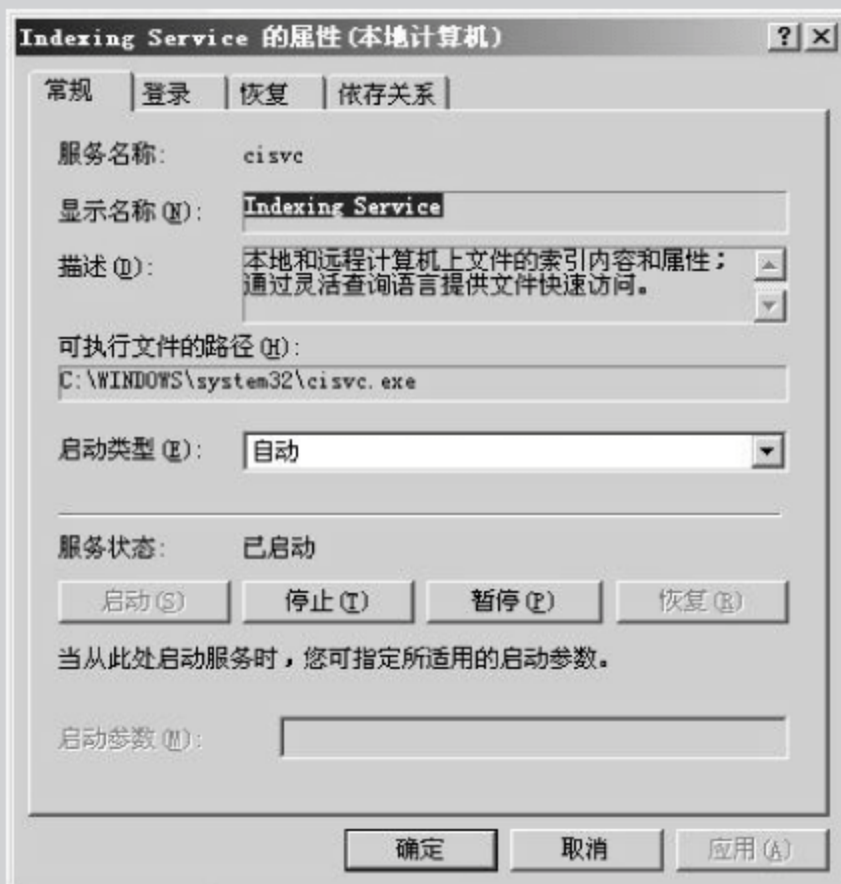 Indexing Service 的属性(本地计算机)
常规 登录 恢复 依存关系
服务名称: cisvc
显示名称(N): Indexing Service
描述(D): 本地和远程计算机上文件的索引内容和属性;
通过灵活查询语言提供文件快速访问。
可执行文件的路径(H):
C:\WINDOWS\system32\cisvc.exe
启动类型(E): 自动
服务状态: 已启动
启动(S) 停止(T) 暂停(P) 恢复(R)
当从此处启动服务时,您可指定所适用的启动参数。
启动参数(M):
确定 取消 应用(A)